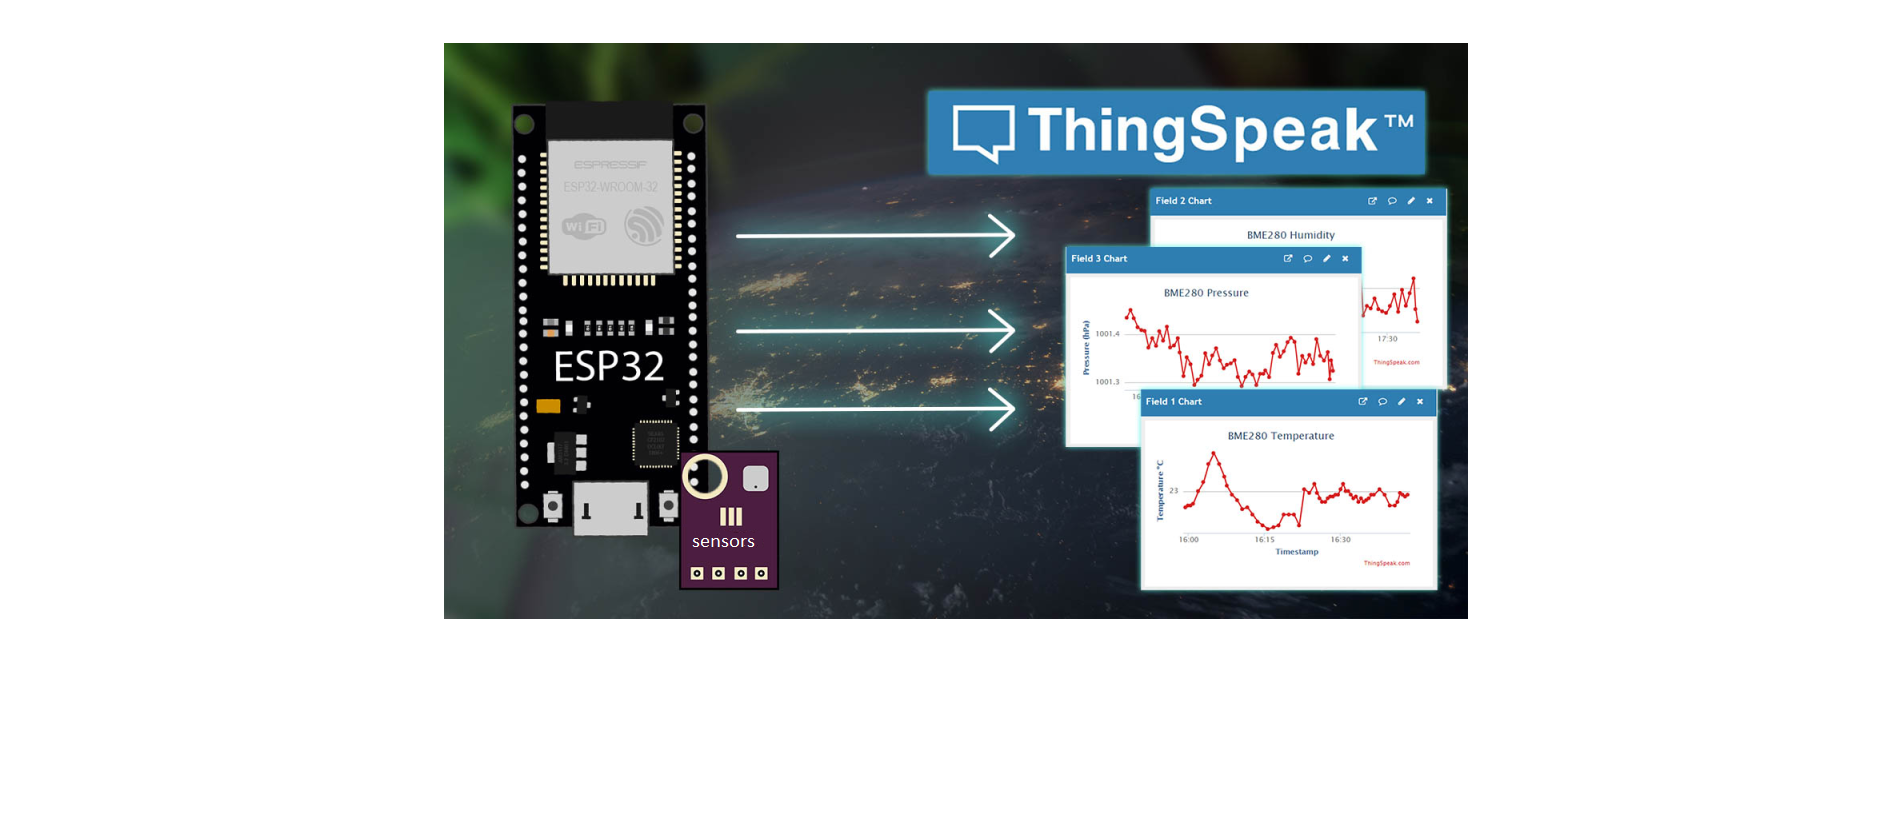 ESPRESSIF
ESP32-WROOM-32
WiFi
ESP32
sensors
ThingSpeak™
Field 2 Chart
BME280 Humidity
17:30
ThingSpeak.com
Field 3 Chart
BME280 Pressure
Pressure (hPa)
1001.4
1001.3
16
Field 1 Chart
BME280 Temperature
Temperature °C
23
16:00 16:15 16:30
Timestamp
ThingSpeak.com